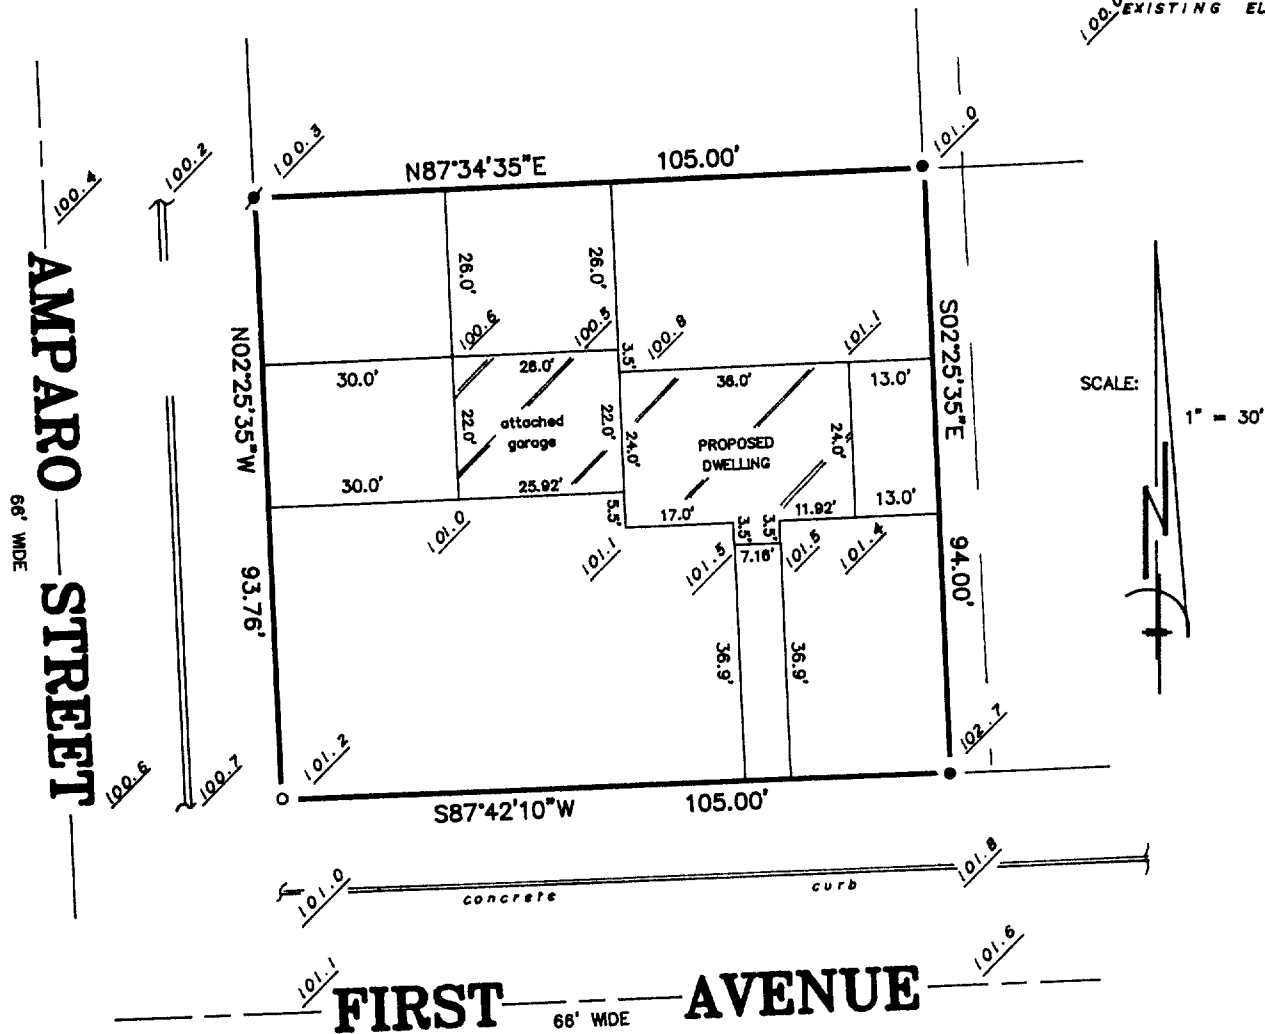 100.0 EXISTING EL
100.3
101.0
100.2
100.4
N87°34'35"E 105.00'
AMPARO STREET
66' WIDE
N02°25'35"W
93.76'
S02°25'35"E
94.00'
26.0'
26.0'
100.6
100.5
100.8
101.1
3.5'
30.0'
26.0'
36.0'
13.0'
22.0'
attached
garage
22.0'
24.0'
PROPOSED
DWELLING
24.0'
30.0'
25.92'
5.5'
17.0'
3.5'
3.5'
11.92'
13.0'
7.16'
101.0
101.1
101.5
101.5
101.4
36.9'
36.9'
SCALE:
1" = 30'
N
100.6
100.7
101.2
102.7
S87°42'10"W 105.00'
101.0
concrete curb
101.8
101.1
101.6
FIRST AVENUE
66' WIDE